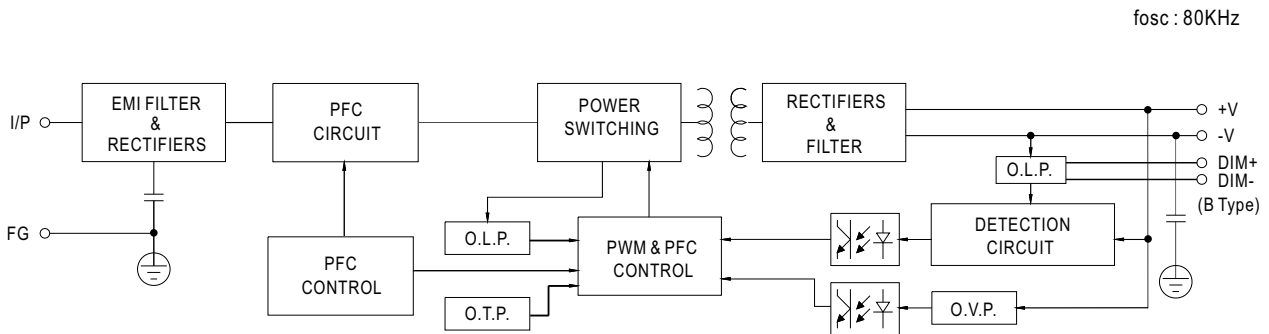 fosc : 80KHz
I/P
EMI FILTER
&
RECTIFIERS
PFC
CIRCUIT
POWER
SWITCHING
RECTIFIERS
&
FILTER
+V
-V
DIM+
DIM-
(B Type)
O.L.P.
FG
O.L.P.
PFC
CONTROL
O.T.P.
PWM & PFC
CONTROL
DETECTION
CIRCUIT
O.V.P.